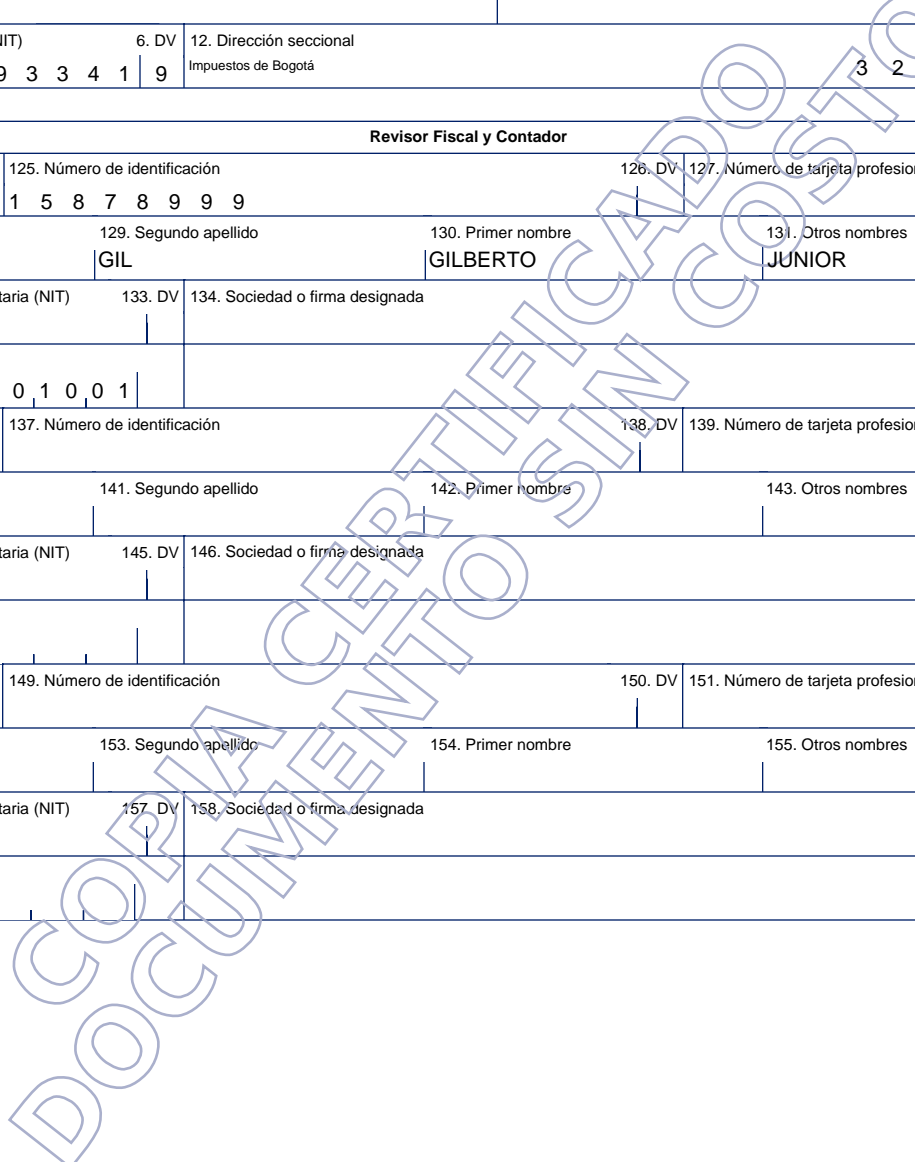 NIT) 6. DV 12. Dirección seccional
9 3 3 4 1 9 Impuestos de Bogotá 3 2
Revisor Fiscal y Contador
125. Número de identificación 126. DV 127. Número de tarjeta profesion
1 5 8 7 8 9 9 9
129. Segundo apellido 130. Primer nombre 131. Otros nombres
GIL GILBERTO JUNIOR
taria (NIT) 133. DV 134. Sociedad o firma designada
0 1 0 0 1
137. Número de identificación 138. DV 139. Número de tarjeta profesion
141. Segundo apellido 142. Primer nombre 143. Otros nombres
taria (NIT) 145. DV 146. Sociedad o firma designada
149. Número de identificación 150. DV 151. Número de tarjeta profesion
153. Segundo apellido 154. Primer nombre 155. Otros nombres
taria (NIT) 157. DV 158. Sociedad o firma designada
COPIA CERTIFICADO
DOCUMENTO SIN COSTO